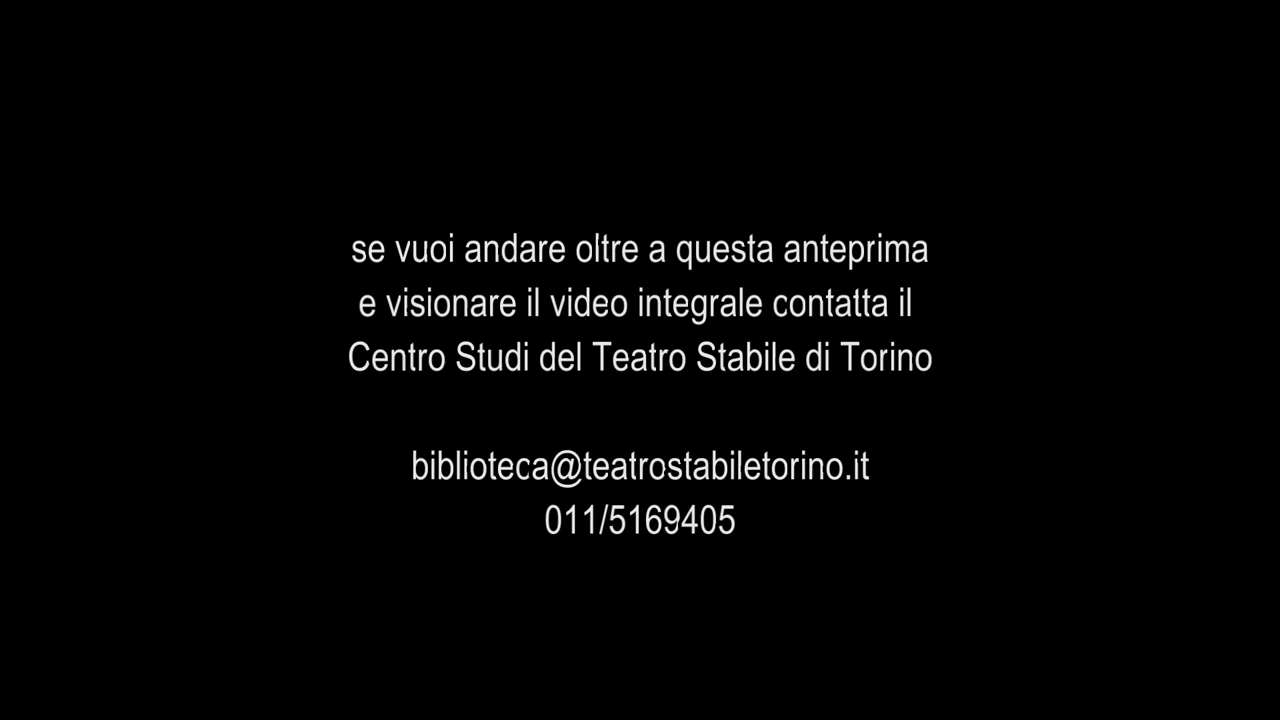 se vuoi andare oltre a questa anteprima
e visionare il video integrale contatta il
Centro Studi del Teatro Stabile di Torino
biblioteca@teatrostabiletorino.it
011/5169405